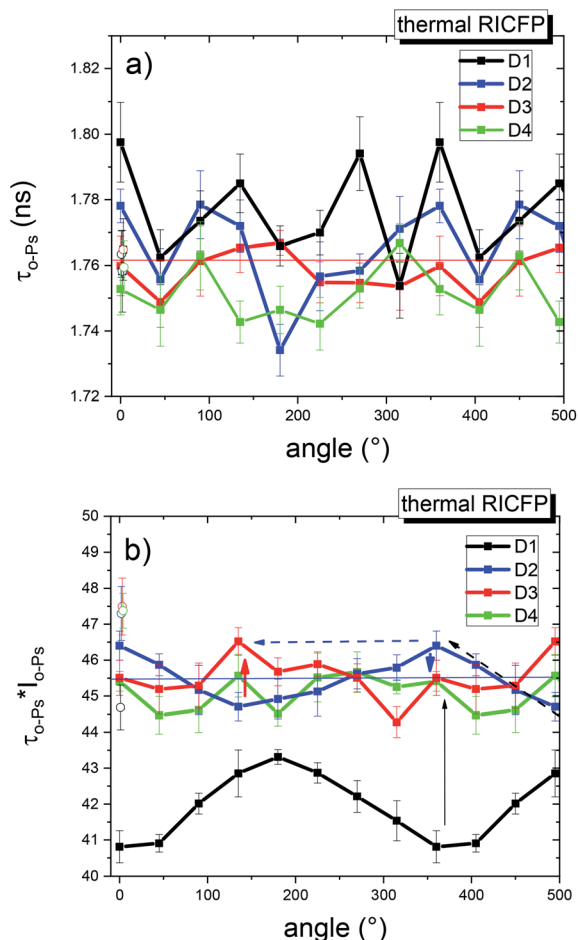 thermal RICFP
a)
D1
D2
D3
D4
1.82
1.80
1.78
1.76
1.74
1.72
τo-Ps (ns)
0 100 200 300 400 500
angle (°)
thermal RICFP
b)
D1
D2
D3
D4
50
49
48
47
46
45
44
43
42
41
40
τo-Ps*Io-Ps
0 100 200 300 400 500
angle (°)